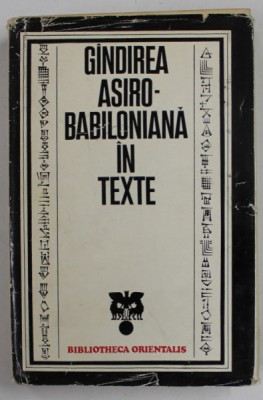 GÎNDIREA
ASIRO-
BABILONIANĂ
ÎN
TEXTE
BIBLIOTHECA ORIENTALIS